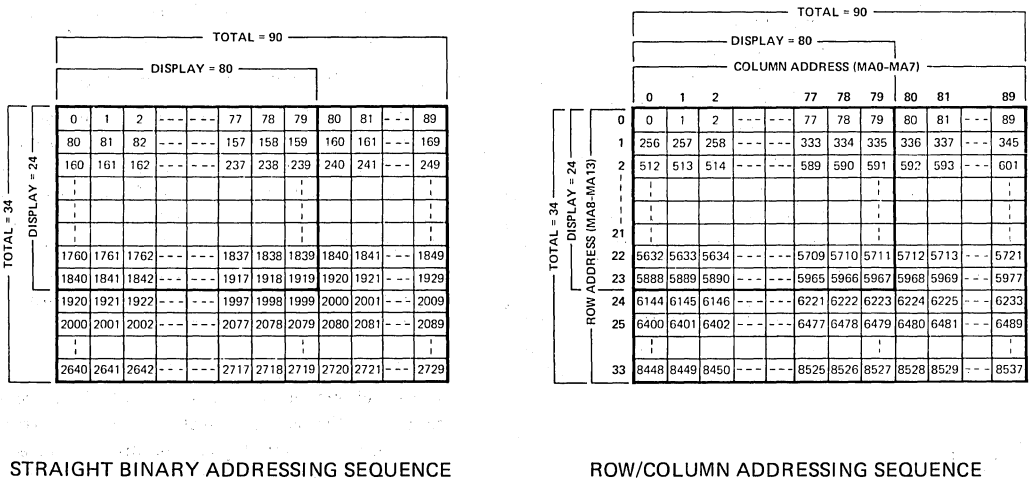 TOTAL = 90
DISPLAY = 80
TOTAL = 34
DISPLAY = 24
0 1 2 --- --- 77 78 79 80 81 --- 89
80 81 82 --- --- 157 158 159 160 161 --- 169
160 161 162 --- --- 237 238 239 240 241 --- 249
1760 1761 1762 --- --- 1837 1838 1839 1840 1841 --- 1849
1840 1841 1842 --- --- 1917 1918 1919 1920 1921 --- 1929
1920 1921 1922 --- --- 1997 1998 1999 2000 2001 --- 2009
2000 2001 2002 --- --- 2077 2078 2079 2080 2081 --- 2089
2640 2641 2642 --- --- 2717 2718 2719 2720 2721 --- 2729
STRAIGHT BINARY ADDRESSING SEQUENCE
TOTAL = 90
DISPLAY = 80
COLUMN ADDRESS (MA0-MA7)
TOTAL = 34
DISPLAY = 24
ROW ADDRESS (MA8-MA13)
0 1 2 77 78 79 80 81 89
0 0 1 2 --- --- 77 78 79 80 81 --- 89
1 256 257 258 --- --- 333 334 335 336 337 --- 345
2 512 513 514 --- --- 589 590 591 592 593 --- 601
21
22 5632 5633 5634 --- --- 5709 5710 5711 5712 5713 --- 5721
23 5888 5889 5890 --- --- 5965 5966 5967 5968 5969 --- 5977
24 6144 6145 6146 --- --- 6221 6222 6223 6224 6225 --- 6233
25 6400 6401 6402 --- --- 6477 6478 6479 6480 6481 --- 6489
33 8448 8449 8450 --- --- 8525 8526 8527 8528 8529 --- 8537
ROW/COLUMN ADDRESSING SEQUENCE